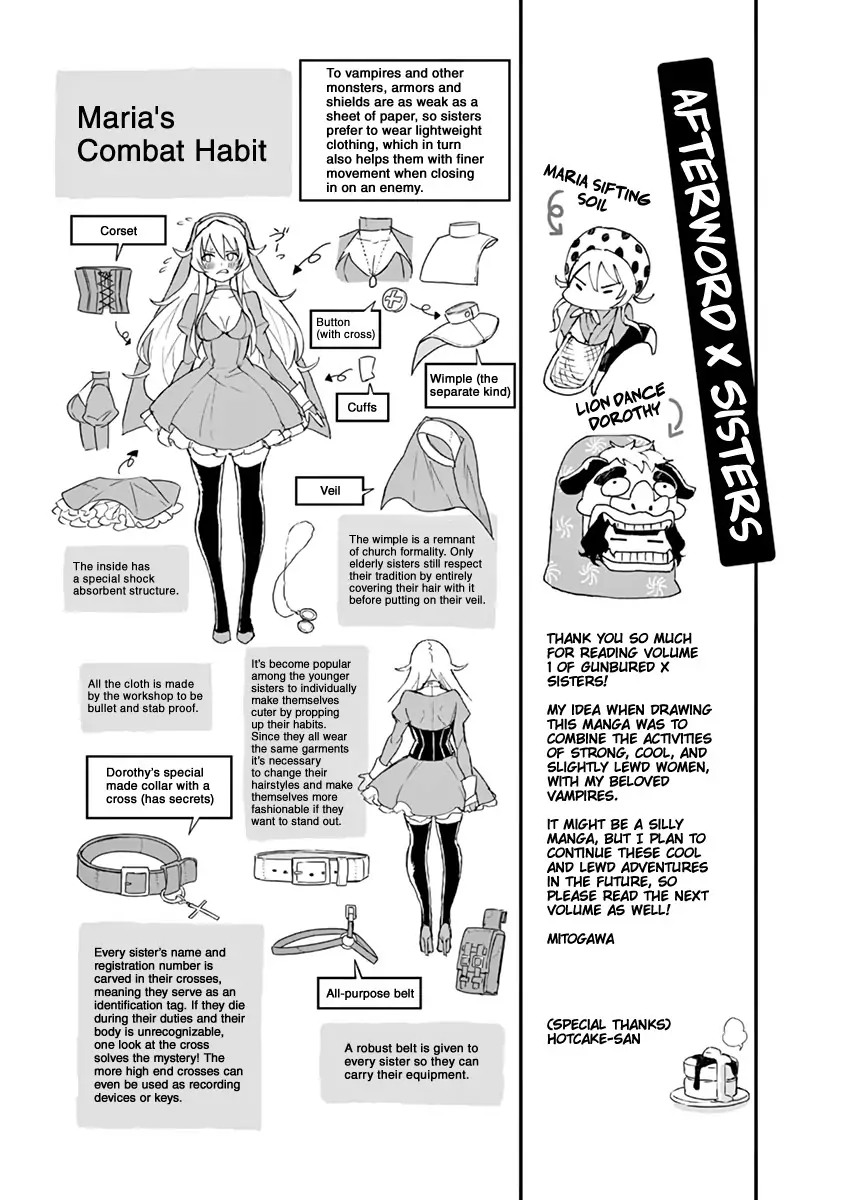 Maria's
Combat Habit
To vampires and other
monsters, armors and
shields are as weak as a
sheet of paper, so sisters
prefer to wear lightweight
clothing, which in turn
also helps them with finer
movement when closing
in on an enemy.
Corset
Button
(with cross)
Wimple (the
separate kind)
Cuffs
Veil
The inside has
a special shock
absorbent structure.
The wimple is a remnant
of church formality. Only
elderly sisters still respect
their tradition by entirely
covering their hair with it
before putting on their veil.
All the cloth is made
by the workshop to be
bullet and stab proof.
It's become popular
among the younger
sisters to individually
make themselves
cuter by propping
up their habits.
Since they all wear
the same garments
it's necessary
to change their
hairstyles and make
themselves more
fashionable if they
want to stand out.
Dorothy's special
made collar with a
cross (has secrets)
Every sister's name and
registration number is
carved in their crosses,
meaning they serve as an
identification tag. If they die
during their duties and their
body is unrecognizable,
one look at the cross
solves the mystery! The
more high end crosses can
even be used as recording
devices or keys.
All-purpose belt
A robust belt is given to
every sister so they can
carry their equipment.
AFTERWORD X SISTERS
MARIA SIFTING
SOIL
LION DANCE
DOROTHY
THANK YOU SO MUCH
FOR READING VOLUME
1 OF GUNBURED X
SISTERS!
MY IDEA WHEN DRAWING
THIS MANGA WAS TO
COMBINE THE ACTIVITIES
OF STRONG, COOL, AND
SLIGHTLY LEWD WOMEN,
WITH MY BELOVED
VAMPIRES.
IT MIGHT BE A SILLY
MANGA, BUT I PLAN TO
CONTINUE THESE COOL
AND LEWD ADVENTURES
IN THE FUTURE, SO
PLEASE READ THE NEXT
VOLUME AS WELL!
MITOGAWA
(SPECIAL THANKS)
HOTCAKE-SAN